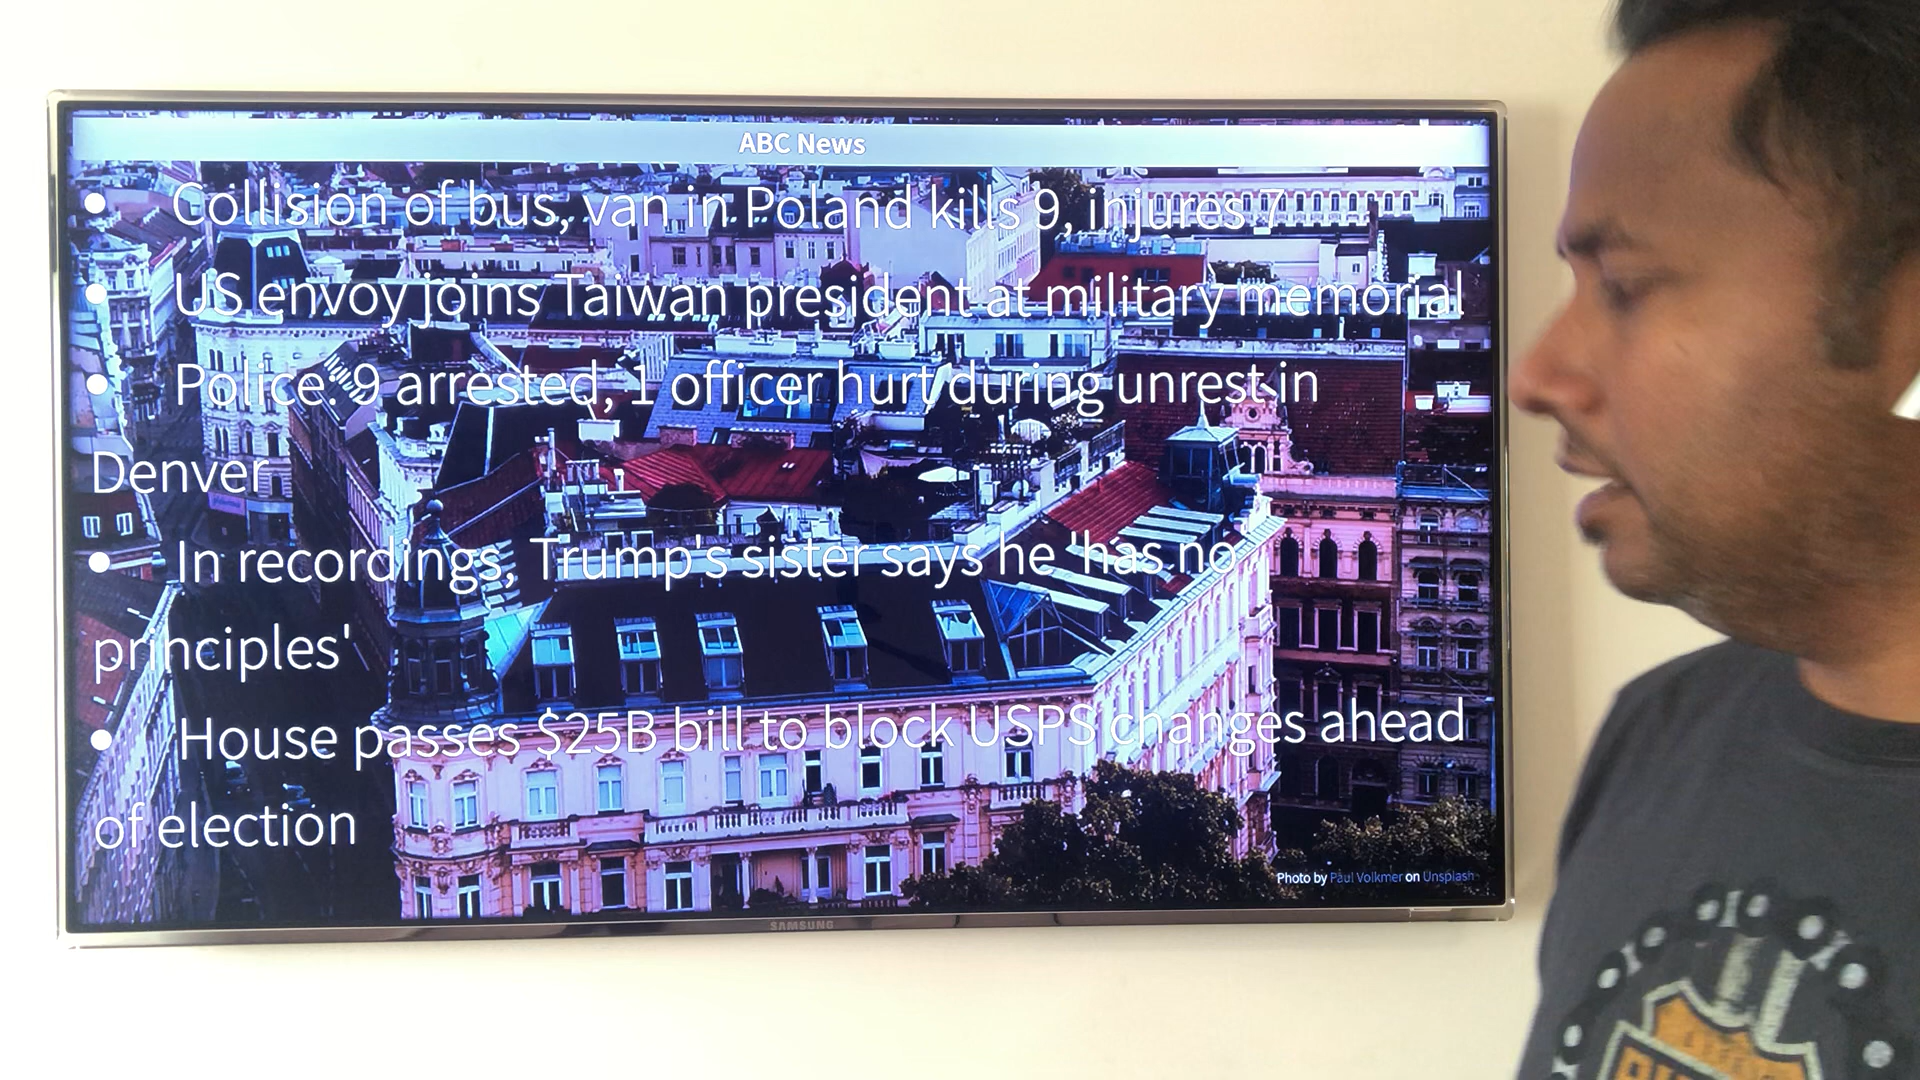 ABC News
• Collision of bus, van in Poland kills 9, injures 7
• US envoy joins Taiwan president at military memorial
• Police: 9 arrested, 1 officer hurt during unrest in
Denver
• In recordings, Trump's sister says he 'has no
principles'
• House passes $25B bill to block USPS changes ahead
of election
Photo by Paul Volkmer on Unsplash
SAMSUNG